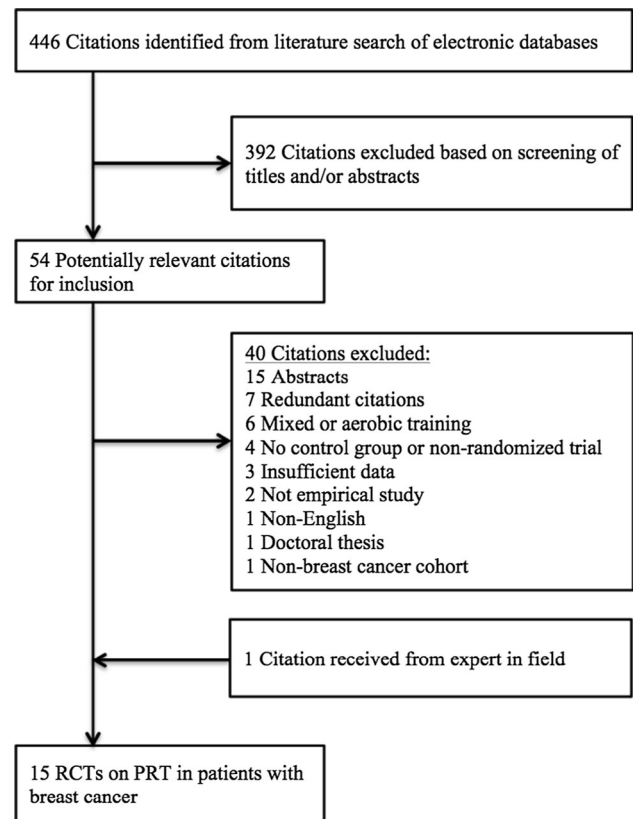 446 Citations identified from literature search of electronic databases
392 Citations excluded based on screening of
titles and/or abstracts
54 Potentially relevant citations
for inclusion
40 Citations excluded:
15 Abstracts
7 Redundant citations
6 Mixed or aerobic training
4 No control group or non-randomized trial
3 Insufficient data
2 Not empirical study
1 Non-English
1 Doctoral thesis
1 Non-breast cancer cohort
1 Citation received from expert in field
15 RCTs on PRT in patients with
breast cancer